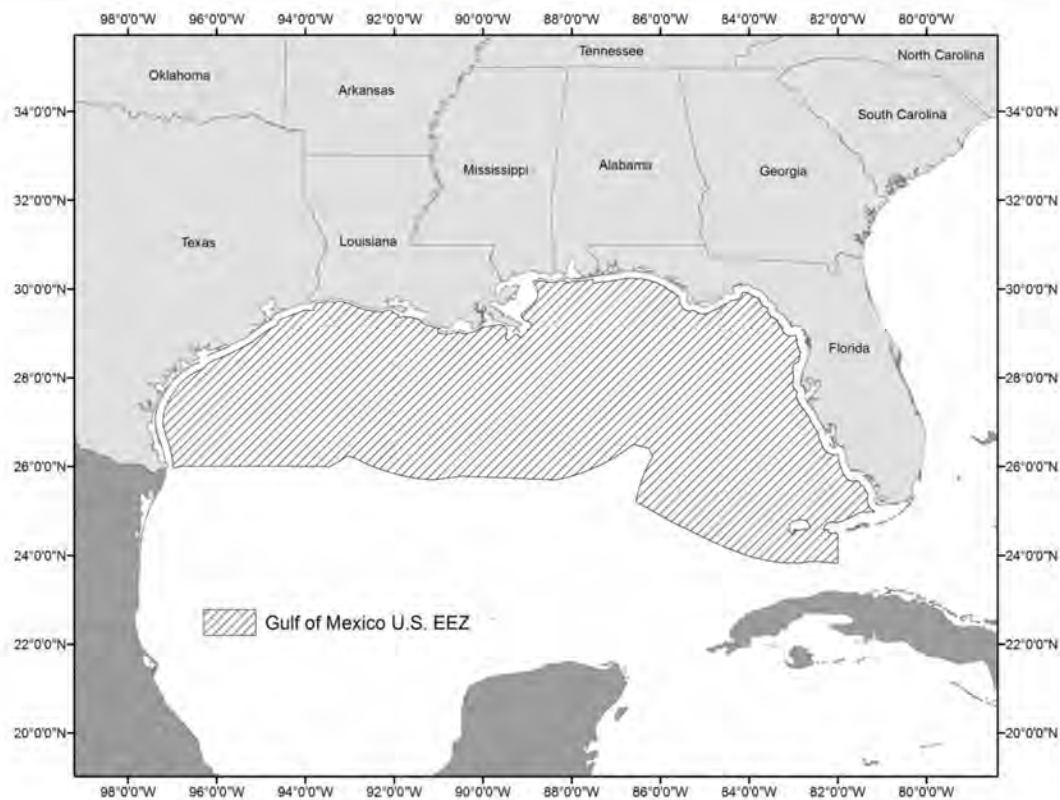 98°0'0"W 96°0'0"W 94°0'0"W 92°0'0"W 90°0'0"W 88°0'0"W 86°0'0"W 84°0'0"W 82°0'0"W 80°0'0"W
Tennessee
North Carolina
Oklahoma
Arkansas
34°0'0"N 34°0'0"N
South Carolina
Mississippi Alabama Georgia
32°0'0"N 32°0'0"N
Texas Louisiana
30°0'0"N 30°0'0"N
Florida
28°0'0"N 28°0'0"N
26°0'0"N 26°0'0"N
24°0'0"N 24°0'0"N
Gulf of Mexico U.S. EEZ
22°0'0"N 22°0'0"N
20°0'0"N 20°0'0"N
98°0'0"W 96°0'0"W 94°0'0"W 92°0'0"W 90°0'0"W 88°0'0"W 86°0'0"W 84°0'0"W 82°0'0"W 80°0'0"W